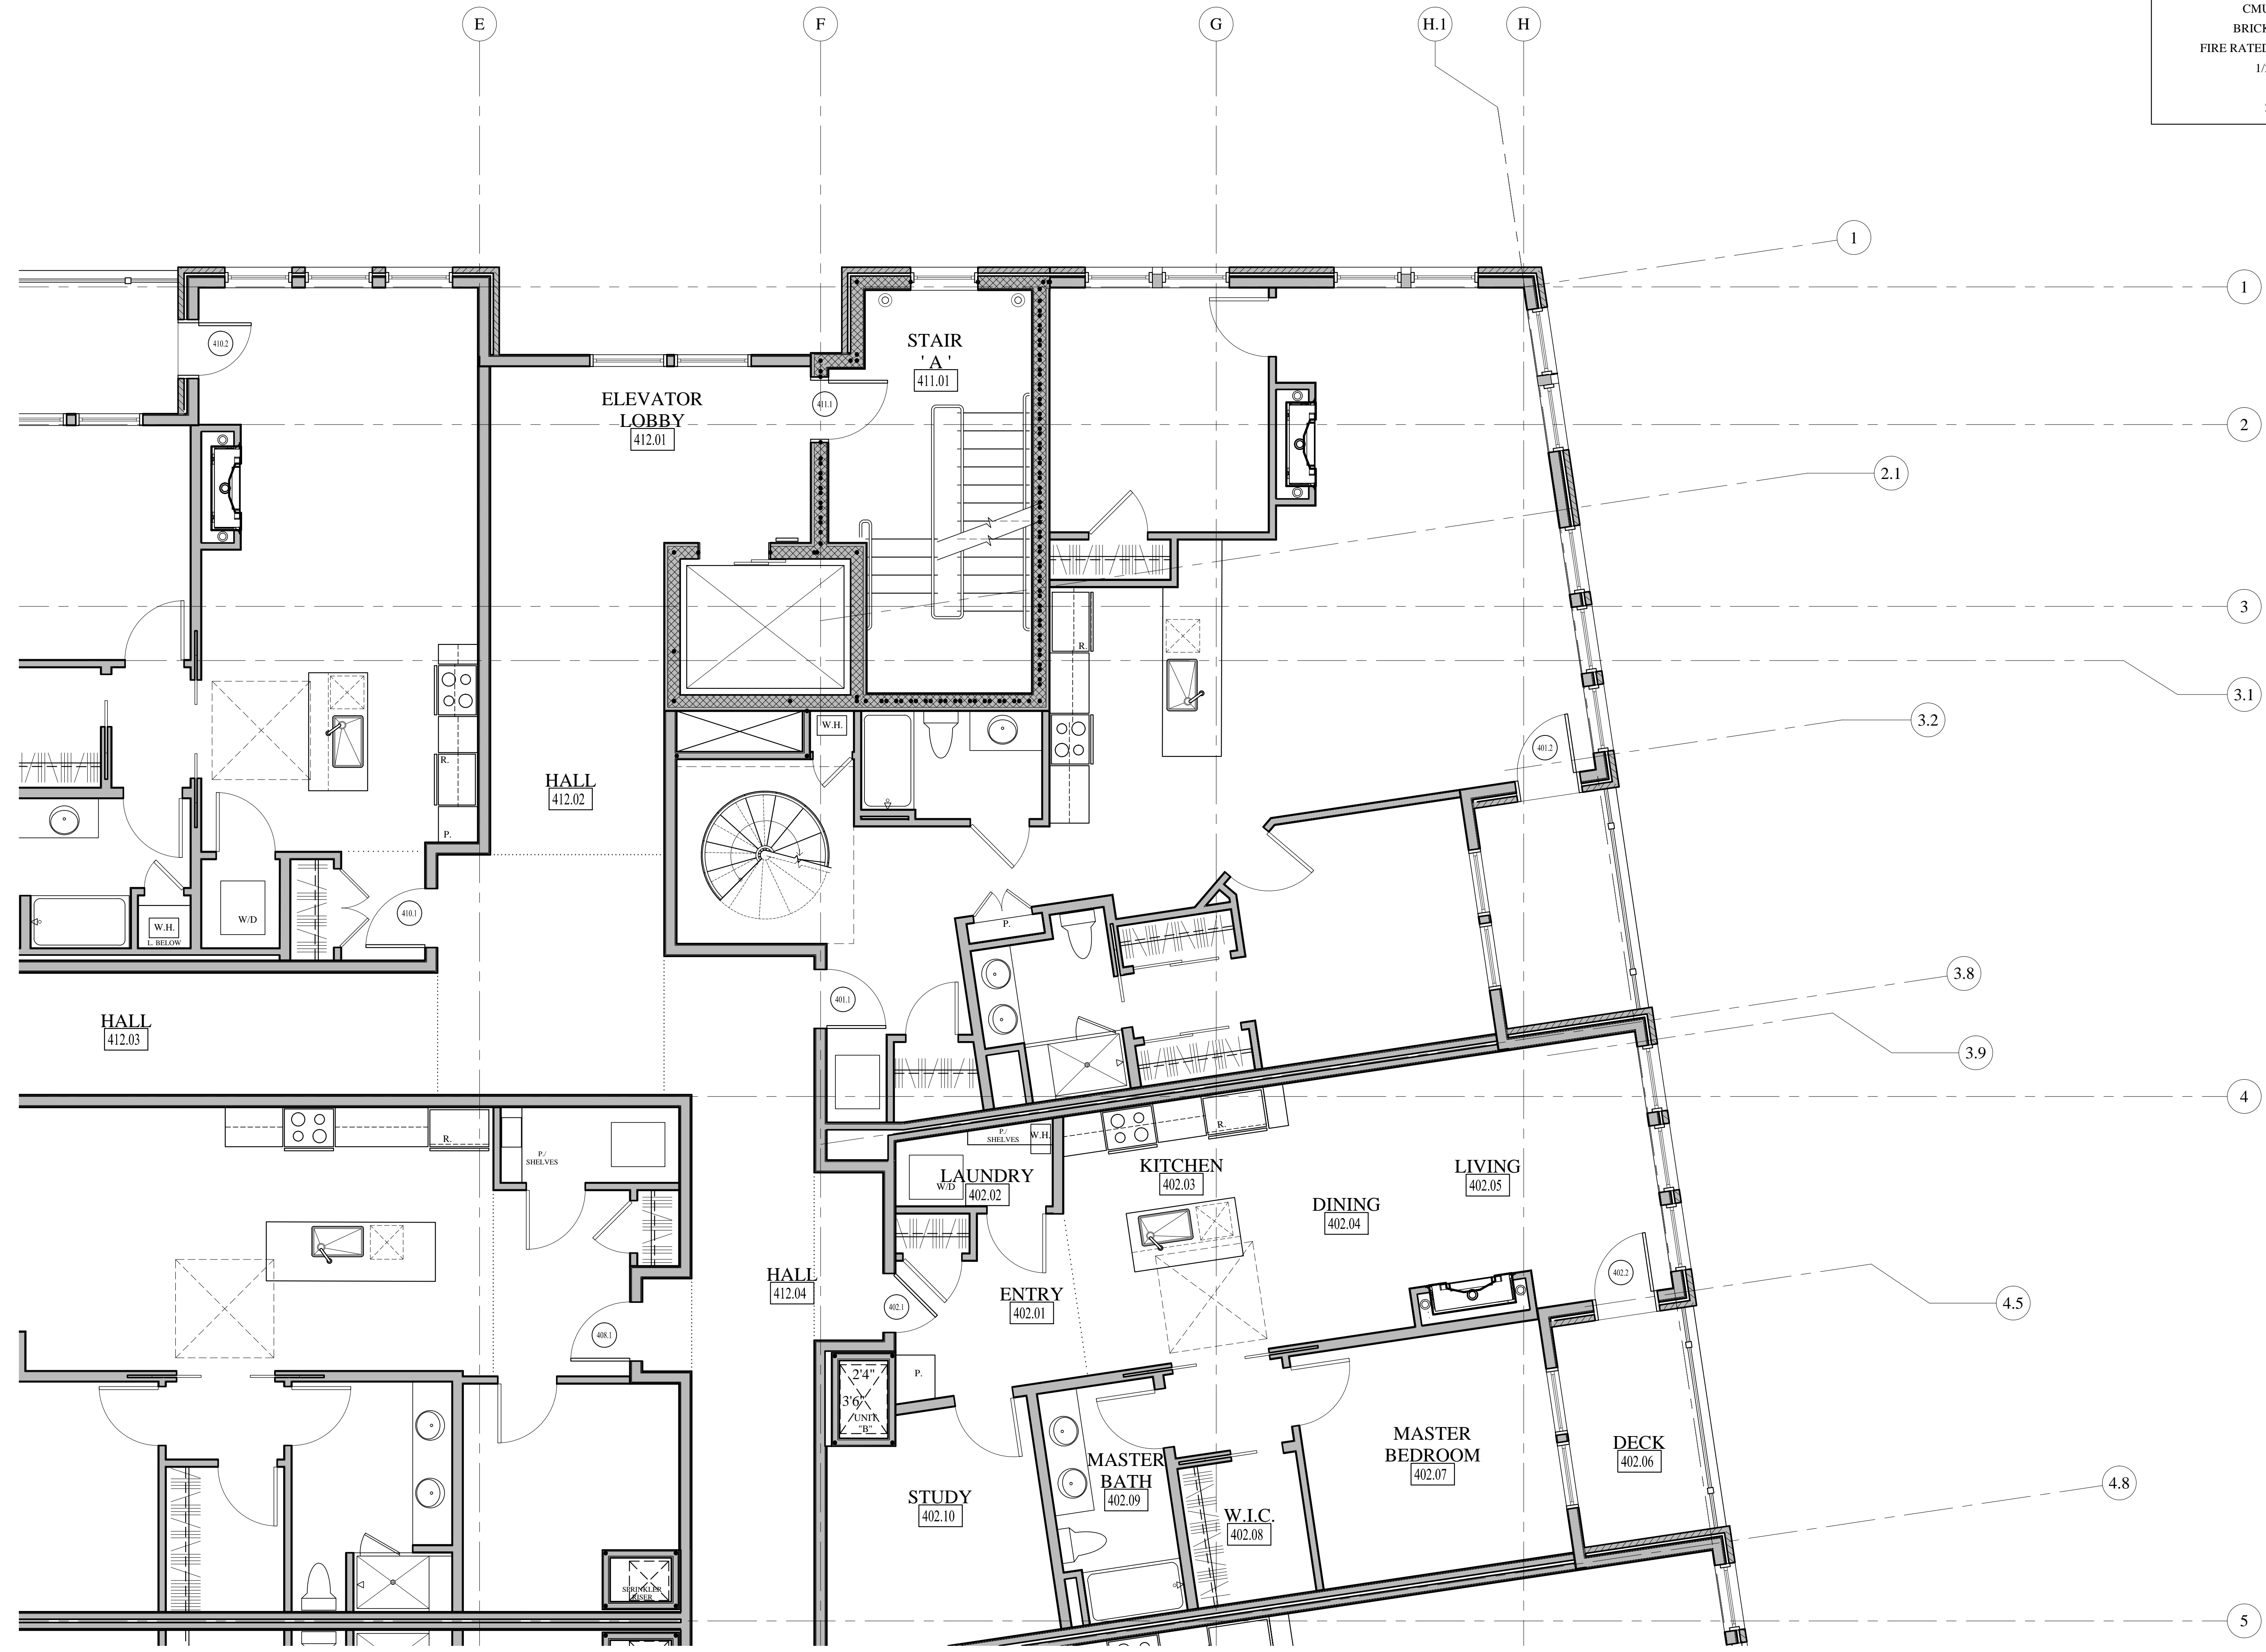 E
F
G
H.1
H
CMU
BRICK
FIRE RATED
1/
1
1
2
2.1
3
3.1
3.2
3.8
3.9
4
4.5
4.8
5
410.2
STAIR
' A '
411.01
ELEVATOR
LOBBY
412.01
411.1
R.
W.H.
401.2
HALL
412.02
R.
P.
W/D
W.H.
L. BELOW
410.1
P.
401.1
HALL
412.03
R.
P./
SHELVES
P./
SHELVES
W.H.
LAUNDRY
W/D
402.02
KITCHEN
402.03
R.
LIVING
402.05
DINING
402.04
HALL
412.04
402.1
ENTRY
402.01
402.2
408.1
2'4"
3'6"
UNIT
"B"
P.
MASTER
BEDROOM
402.07
DECK
402.06
MASTER
BATH
402.09
STUDY
402.10
W.I.C.
402.08
SPRINKLER
RISER